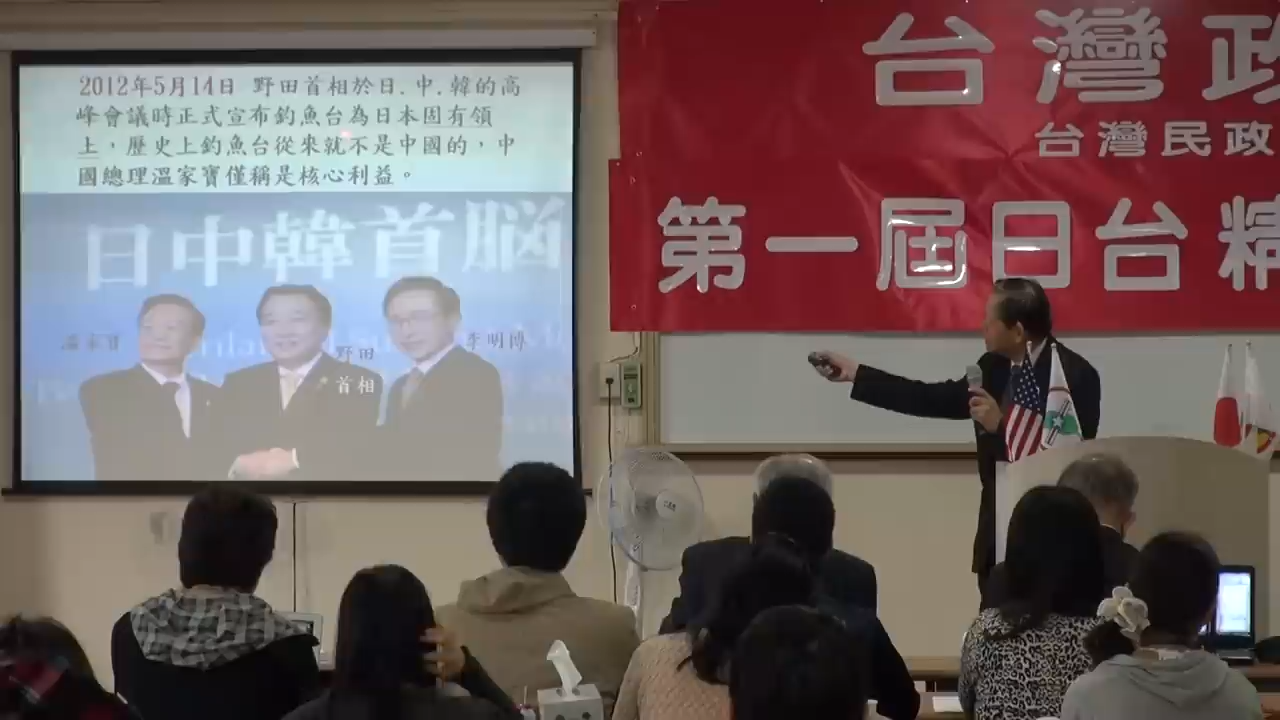 2012年5月14日 野田首相於日.中.韓的高
峰會議時正式宣布釣魚台為日本固有領
土，歷史上釣魚台從來就不是中國的，中
國總理溫家寶僅稱是核心利益。
日中韓首脳
溫家寶
野田
首相
李明博
台灣政
台灣民政
第一屆日台精